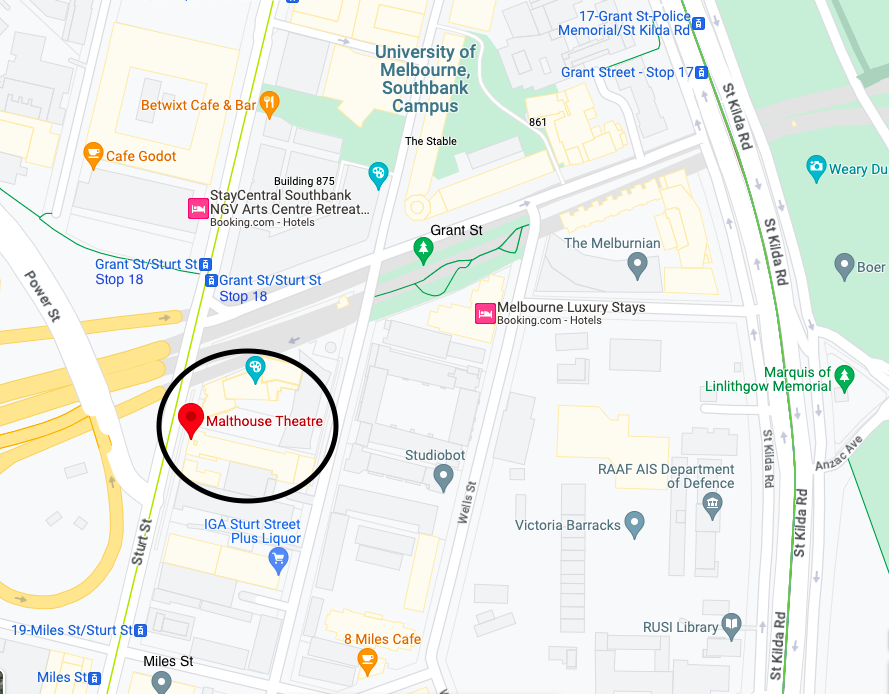 17-Grant St-Police
Memorial/St Kilda Rd
University of
Melbourne,
Southbank
Campus
Grant Street - Stop 17
St Kilda Rd
Betwixt Cafe & Bar
861
The Stable
Cafe Godot
Weary Du
Building 875
StayCentral Southbank
NGV Arts Centre Retreat...
Booking.com - Hotels
Grant St
The Melburnian
St Kilda Rd
Grant St/Sturt St
Stop 18
Grant St/Sturt St
Stop 18
Boer
Power St
Melbourne Luxury Stays
Booking.com - Hotels
Marquis of
Linlithgow Memorial
Malthouse Theatre
Studiobot
St Kilda Rd
Anzac Ave
RAAF AIS Department
of Defence
Wells St
St Kilda Rd
IGA Sturt Street
Plus Liquor
Victoria Barracks
Sturt St
19-Miles St/Sturt St
8 Miles Cafe
RUSI Library
St Kilda Rd
Miles St
Miles St